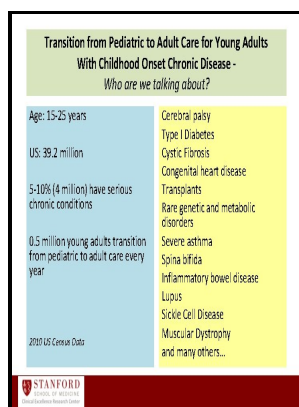 Transition from Pediatric to Adult Care for Young Adults
With Childhood Onset Chronic Disease -
Who are we talking about?
Age: 15-25 years
US: 39.2 million
5-10% (4 million) have serious
chronic conditions
0.5 million young adults transition
from pediatric to adult care every
year
2010 US Census Data
Cerebral palsy
Type I Diabetes
Cystic Fibrosis
Congenital heart disease
Transplants
Rare genetic and metabolic
disorders
Severe asthma
Spina bifida
Inflammatory bowel disease
Lupus
Sickle Cell Disease
Muscular Dystrophy
and many others...
STANFORD
SCHOOL OF MEDICINE
Clinical Excellence Research Center